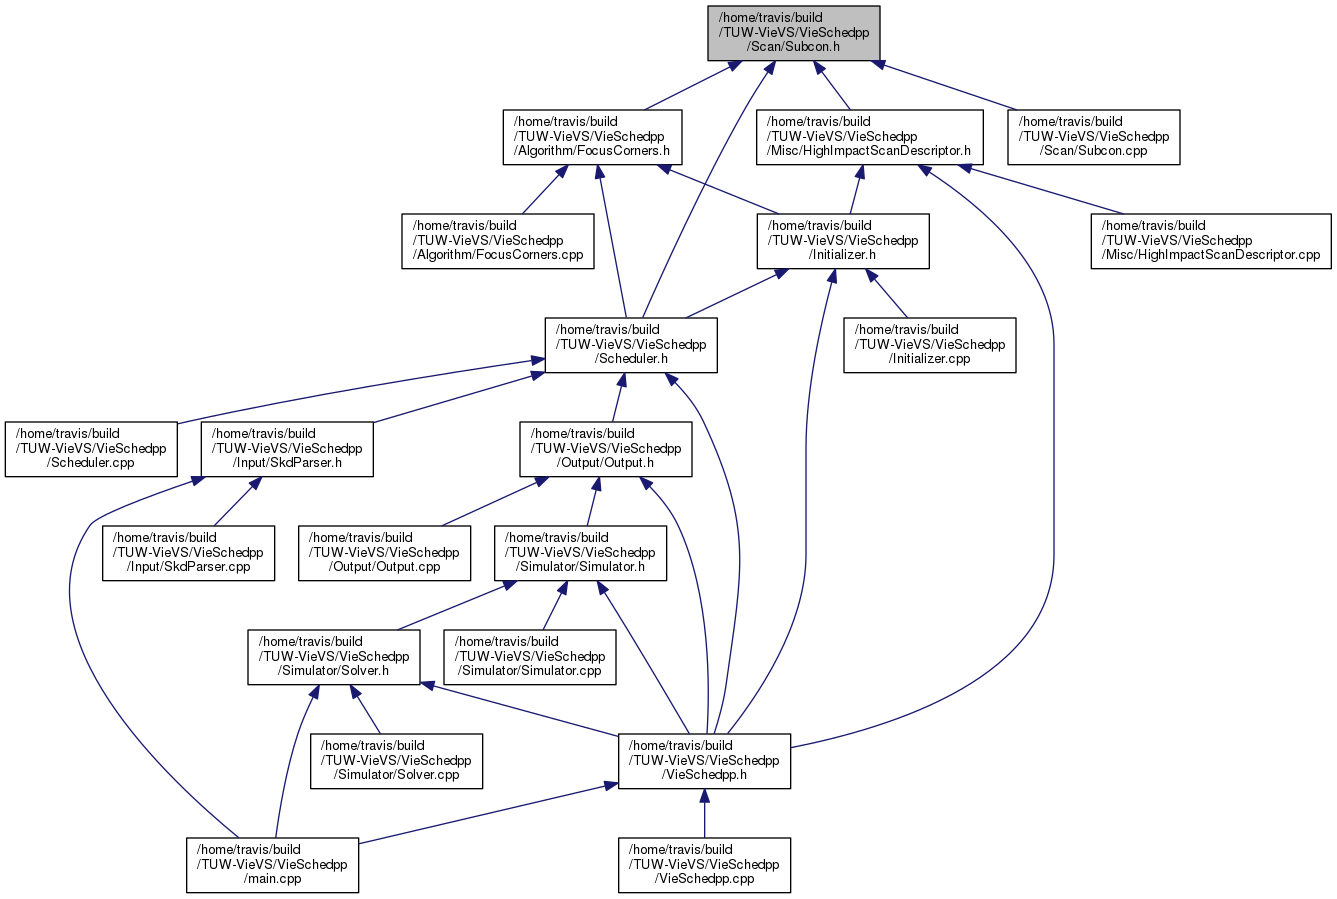 /home/travis/build
/TUW-VieVS/VieSchedpp
/Scan/Subcon.h
/home/travis/build
/TUW-VieVS/VieSchedpp
/Algorithm/FocusCorners.h
/home/travis/build
/TUW-VieVS/VieSchedpp
/Misc/HighImpactScanDescriptor.h
/home/travis/build
/TUW-VieVS/VieSchedpp
/Scan/Subcon.cpp
/home/travis/build
/TUW-VieVS/VieSchedpp
/Algorithm/FocusCorners.cpp
/home/travis/build
/TUW-VieVS/VieSchedpp
/Initializer.h
/home/travis/build
/TUW-VieVS/VieSchedpp
/Misc/HighImpactScanDescriptor.cpp
/home/travis/build
/TUW-VieVS/VieSchedpp
/Scheduler.h
/home/travis/build
/TUW-VieVS/VieSchedpp
/Initializer.cpp
/home/travis/build
/TUW-VieVS/VieSchedpp
/Scheduler.cpp
/home/travis/build
/TUW-VieVS/VieSchedpp
/Input/SkdParser.h
/home/travis/build
/TUW-VieVS/VieSchedpp
/Output/Output.h
/home/travis/build
/TUW-VieVS/VieSchedpp
/Input/SkdParser.cpp
/home/travis/build
/TUW-VieVS/VieSchedpp
/Output/Output.cpp
/home/travis/build
/TUW-VieVS/VieSchedpp
/Simulator/Simulator.h
/home/travis/build
/TUW-VieVS/VieSchedpp
/Simulator/Solver.h
/home/travis/build
/TUW-VieVS/VieSchedpp
/Simulator/Simulator.cpp
/home/travis/build
/TUW-VieVS/VieSchedpp
/Simulator/Solver.cpp
/home/travis/build
/TUW-VieVS/VieSchedpp
/VieSchedpp.h
/home/travis/build
/TUW-VieVS/VieSchedpp
/main.cpp
/home/travis/build
/TUW-VieVS/VieSchedpp
/VieSchedpp.cpp